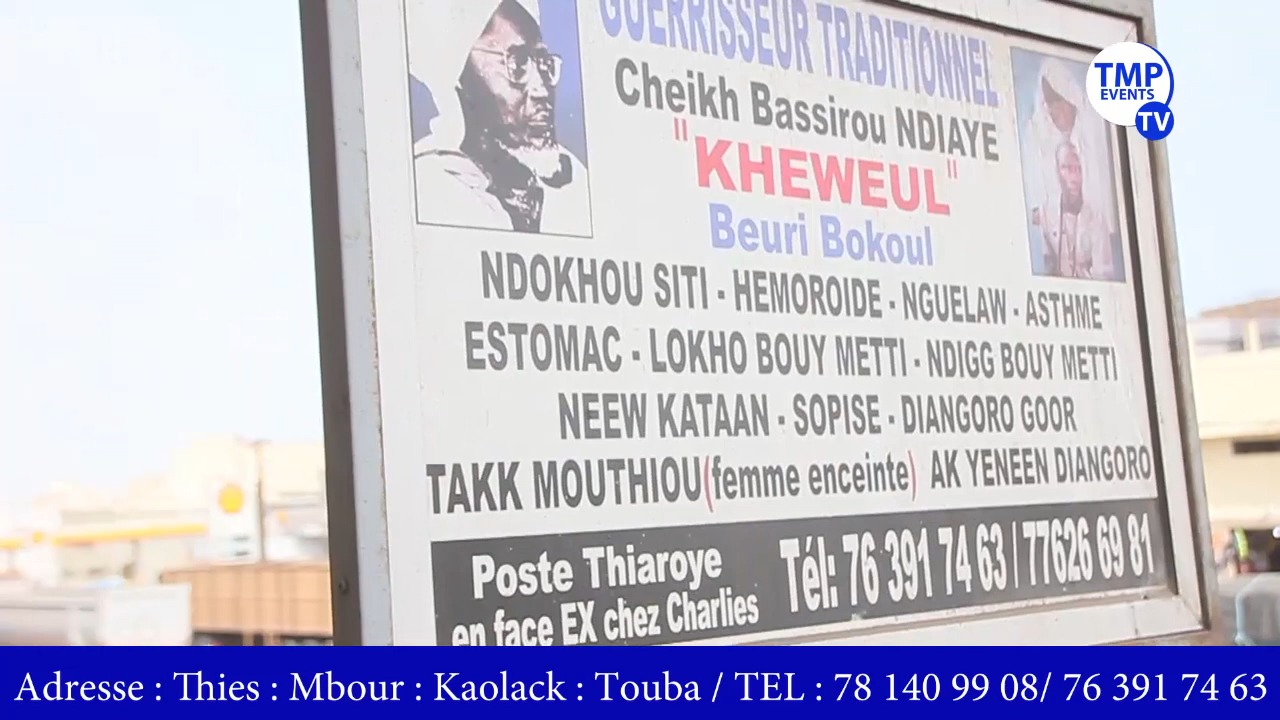 GUERRISSEUR TRADITIONNEL
Cheikh Bassirou NDIAYE
"KHEWEUL"
Beuri Bokoul
NDOKHOU SITI - HEMOROIDE - NGUELAW - ASTHME
ESTOMAC - LOKHO BOUY METTI - NDIGG BOUY METTI
NEEW KATAAN - SOPISE - DIANGORO GOOR
TAKK MOUTHIOU (femme enceinte) AK YENEEN DIANGORO
Poste Thiaroye
en face EX chez Charlies
Tél: 76 391 74 63 / 77626 69 81
TMP
EVENTS
TV
Adresse : Thies : Mbour : Kaolack : Touba / TEL : 78 140 99 08/ 76 391 74 63